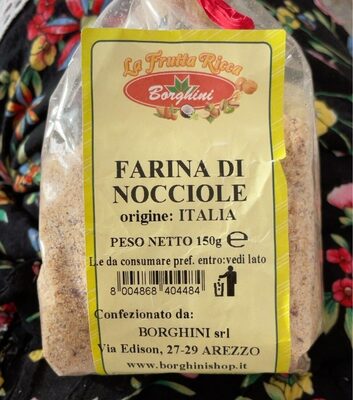 La Frutta Ricca
Borghini
FARINA DI
NOCCIOLE
origine: ITALIA
PESO NETTO 150g e
L.e da consumare pref. entro:vedi lato
8 004868 404484
Confezionato da:
BORGHINI srl
Via Edison, 27-29 AREZZO
www.borghinishop.it